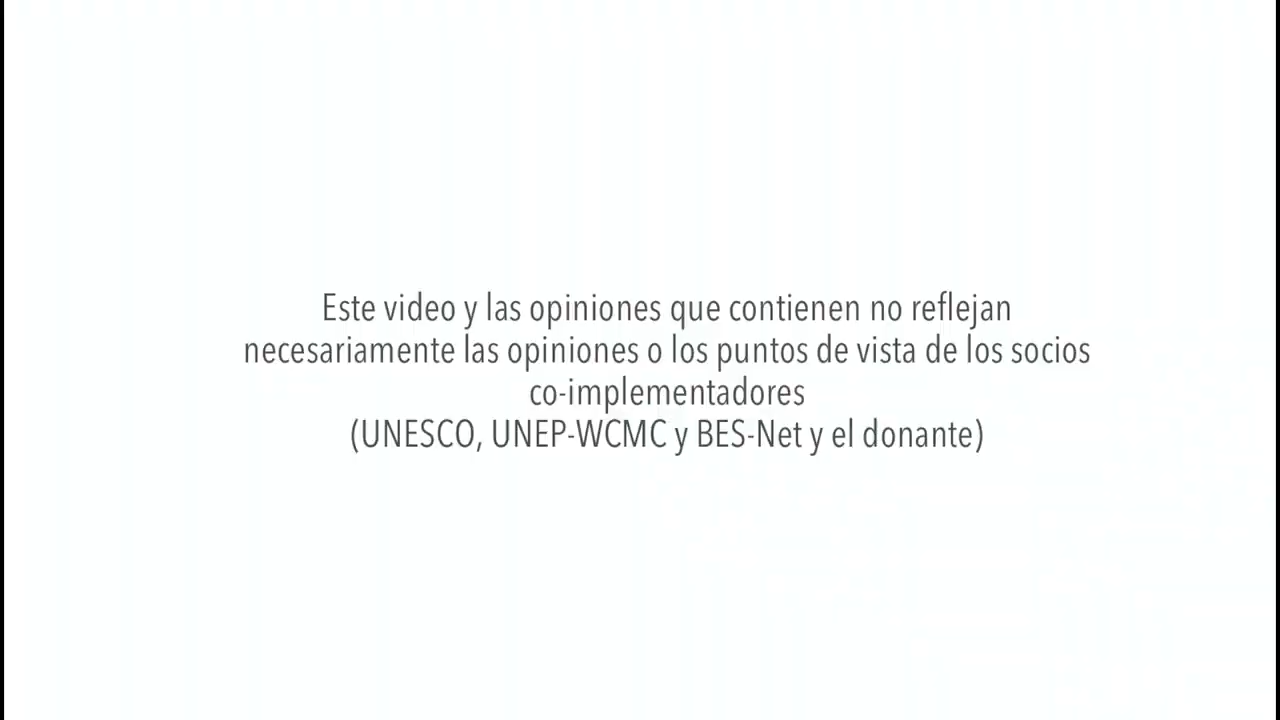 Este video y las opiniones que contienen no reflejan
necesariamente las opiniones o los puntos de vista de los socios
co-implementadores
(UNESCO, UNEP-WCMC y BES-Net y el donante)